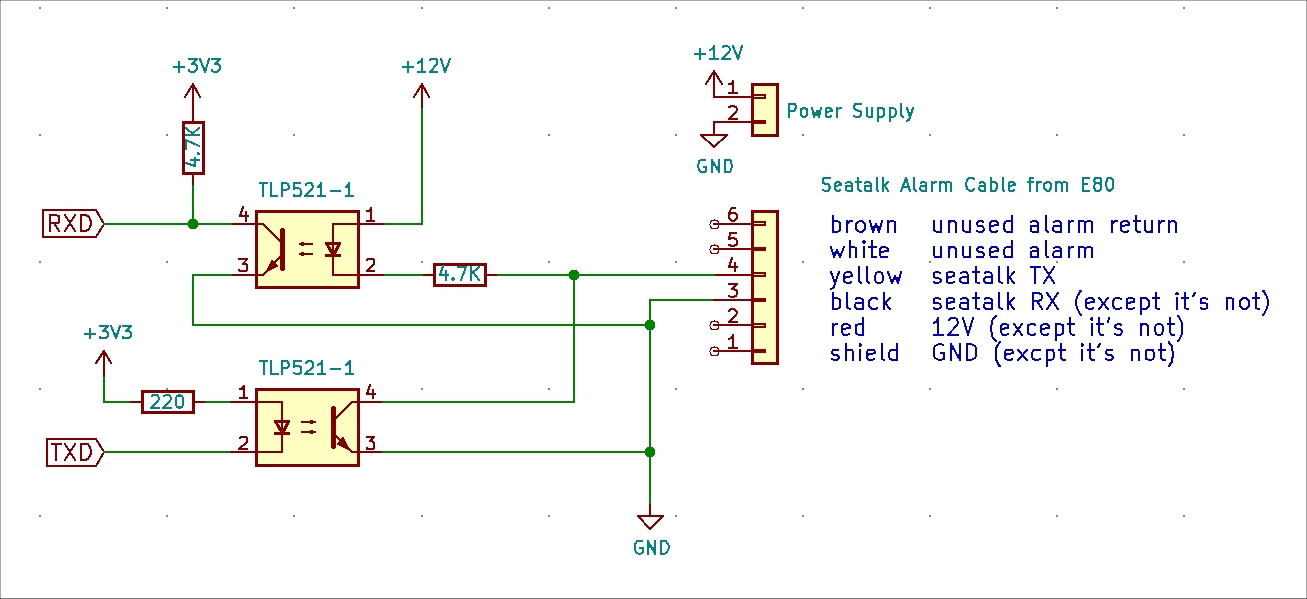 +12V
+3V3
+12V
1
4.7K
2
Power Supply
GND
TLP521-1
Seatalk Alarm Cable from E80
RXD
4
1
6
brown unused alarm return
5
white unused alarm
3
2
4.7K
4
yellow seatalk TX
3
black seatalk RX (except it's not)
+3V3
2
red 12V (except it's not)
1
shield GND (excpt it's not)
TLP521-1
220
1
4
TXD
2
3
GND